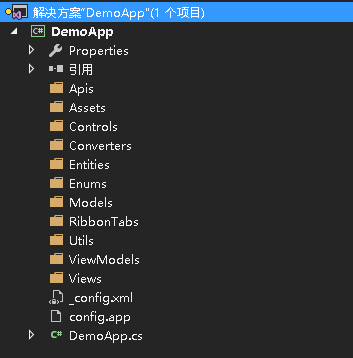 解决方案"DemoApp"(1 个项目)
C# DemoApp
Properties
引用
Apis
Assets
Controls
Converters
Entities
Enums
Models
RibbonTabs
Utils
ViewModels
Views
_config.xml
config.app
C# DemoApp.cs